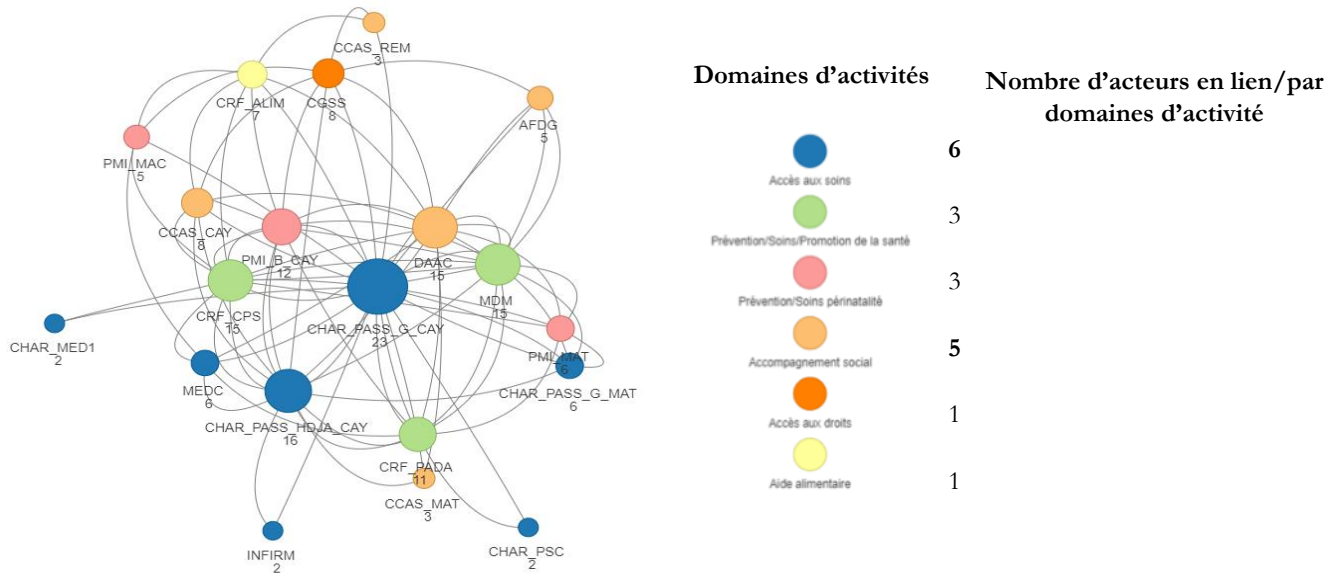 CCAS_REM
3
CRF_ALIM
7
CGSS
8
AFDG
5
PMI_MAC
5
CCAS_CAY
8
PMI_B_CAY
12
DAAC
15
MDM
15
CRF_CPS
15
CHAR_PASS_G_CAY
23
CHAR_MED1
2
PMI_MAT
6
MEDC
6
CHAR_PASS_G_MAT
6
CHAR_PASS_HDJA_CAY
16
CRF_PADA
11
CCAS_MAT
3
INFIRM
2
CHAR_PSC
2
Domaines d’activités
Nombre d’acteurs en lien/par
domaines d’activité
6
Accès aux soins
3
Prévention/Soins/Promotion de la santé
3
Prévention/Soins périnatalité
5
Accompagnement social
1
Accès aux droits
1
Aide alimentaire